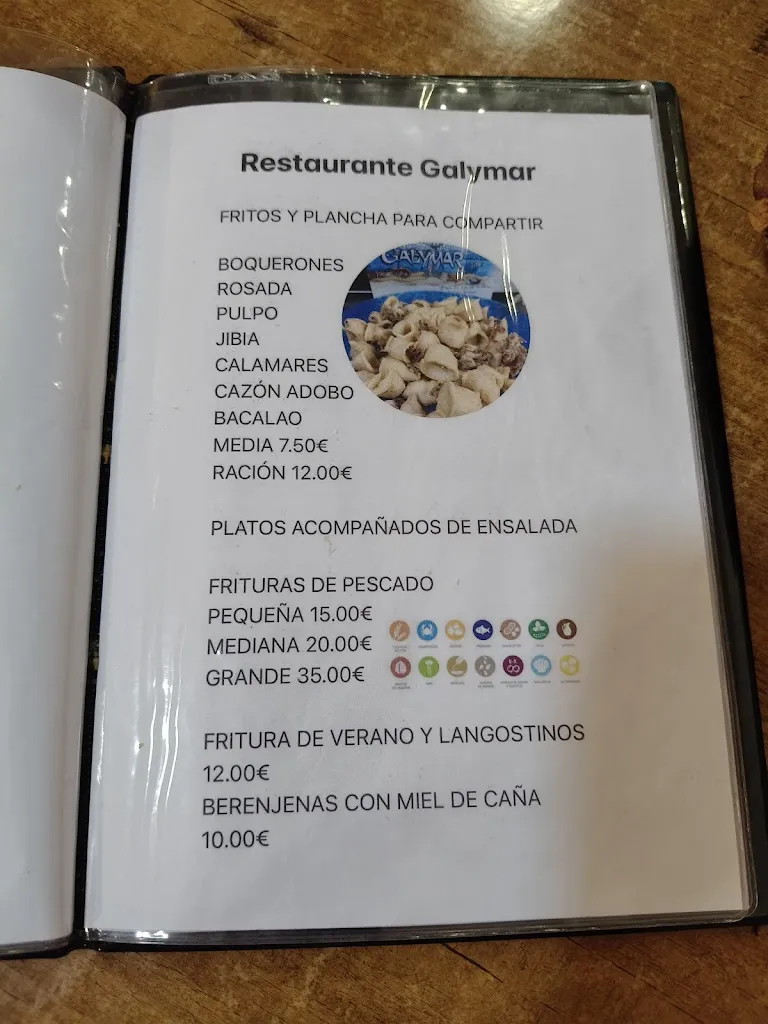 Restaurante Galymar
FRITOS Y PLANCHA PARA COMPARTIR
GALYMAR
BOQUERONES
ROSADA
PULPO
JIBIA
CALAMARES
CAZÓN ADOBO
BACALAO
MEDIA 7.50€
RACIÓN 12.00€
PLATOS ACOMPAÑADOS DE ENSALADA
FRITURAS DE PESCADO
PEQUEÑA 15.00€
MEDIANA 20.00€
GRANDE 35.00€
FRITURA DE VERANO Y LANGOSTINOS
12.00€
BERENJENAS CON MIEL DE CAÑA
10.00€